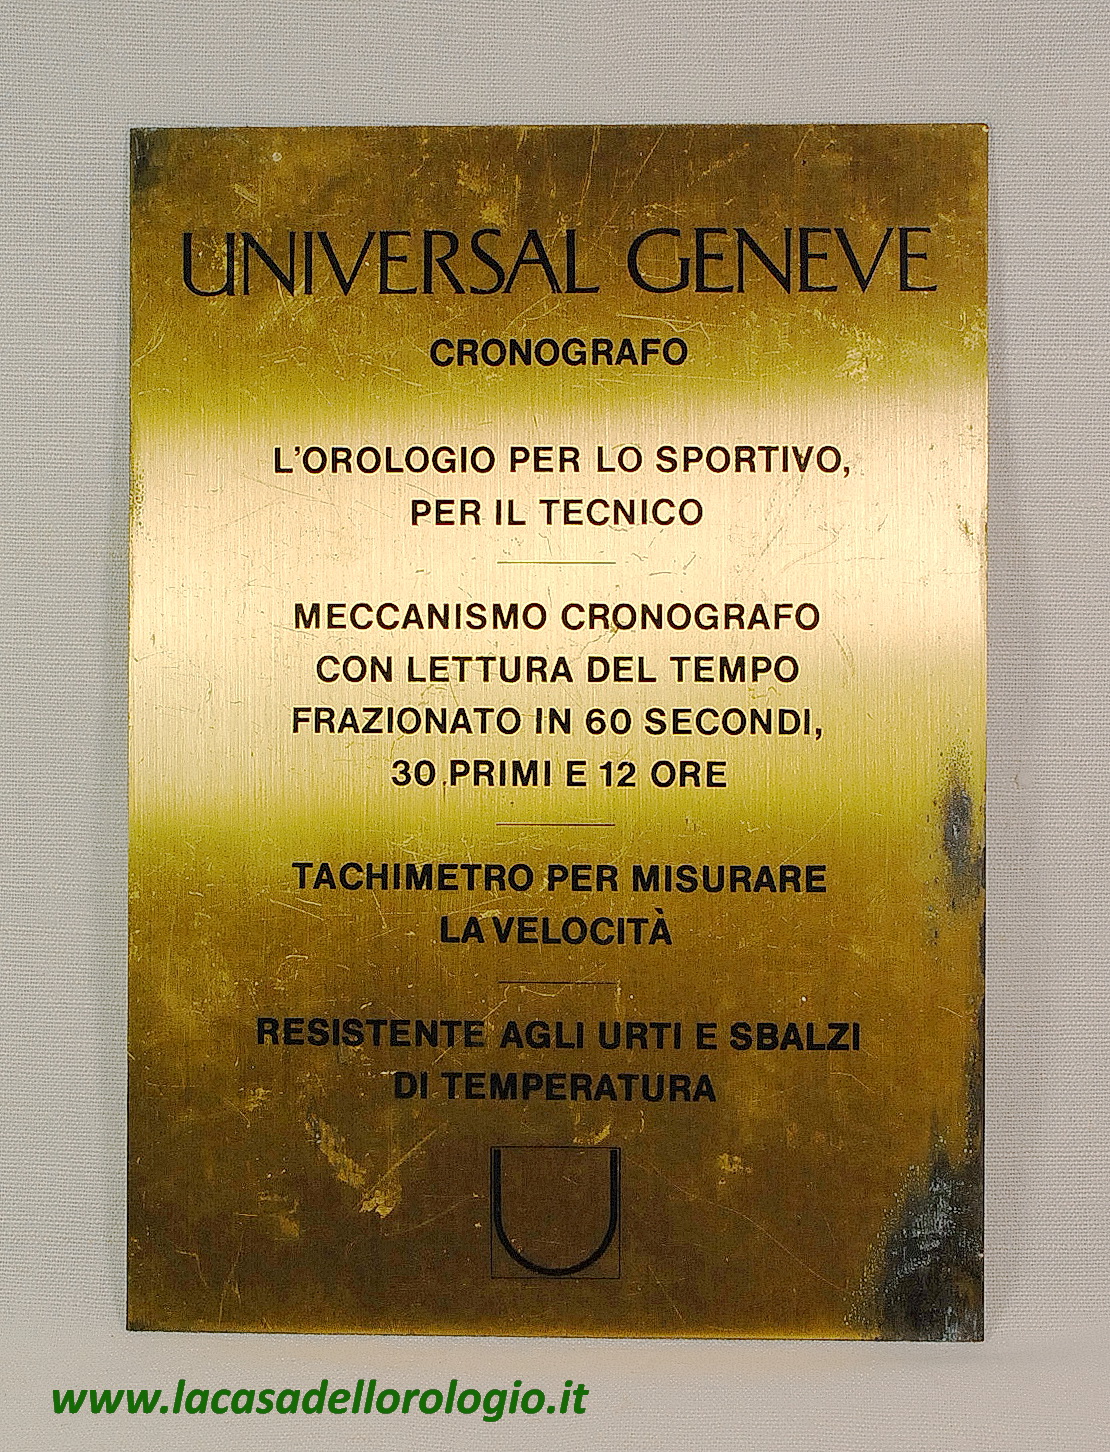 UNIVERSAL GENEVE
CRONOGRAFO
L'OROLOGIO PER LO SPORTIVO,
PER IL TECNICO
MECCANISMO CRONOGRAFO
CON LETTURA DEL TEMPO
FRAZIONATO IN 60 SECONDI,
30 PRIMI E 12 ORE
TACHIMETRO PER MISURARE
LA VELOCITÀ
RESISTENTE AGLI URTI E SBALZI
DI TEMPERATURA
U
www.lacasadellorologio.it